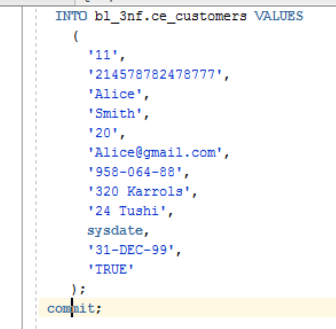 INTO bl_3nf.ce_customers VALUES
(
'11',
'214578782478777',
'Alice',
'Smith',
'20',
'Alice@gmail.com',
'958-064-88',
'320 Karrols',
'24 Tushi',
sysdate,
'31-DEC-99',
'TRUE'
);
commit;